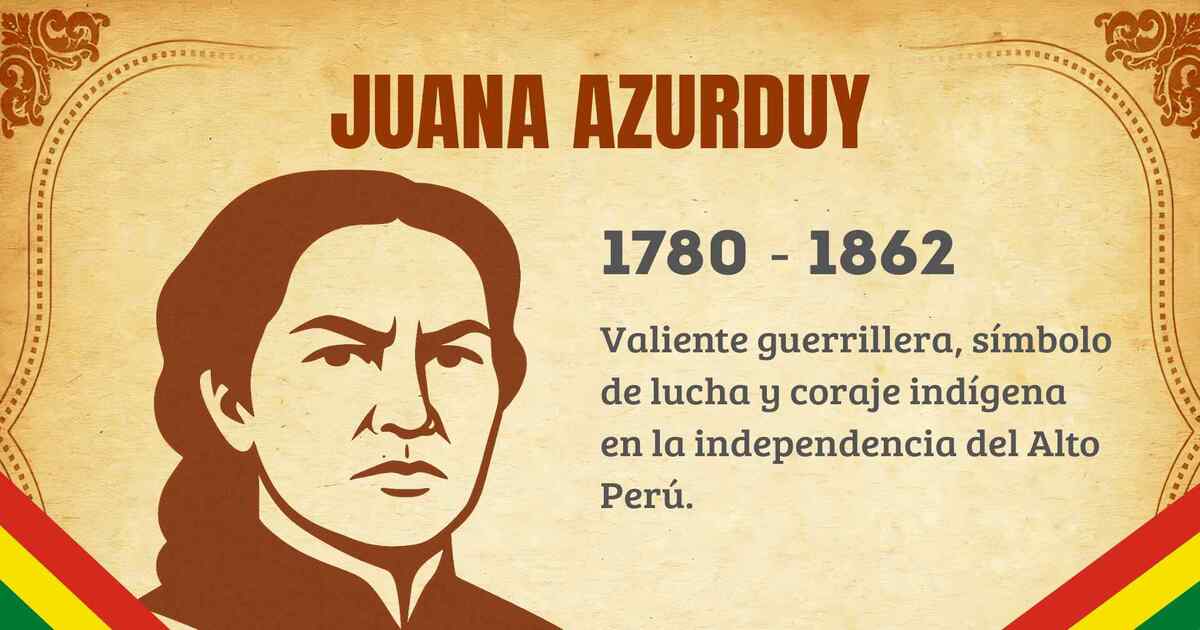 JUANA AZURDUY
1780 - 1862
Valiente guerrillera, símbolo
de lucha y coraje indígena
en la independencia del Alto
Perú.